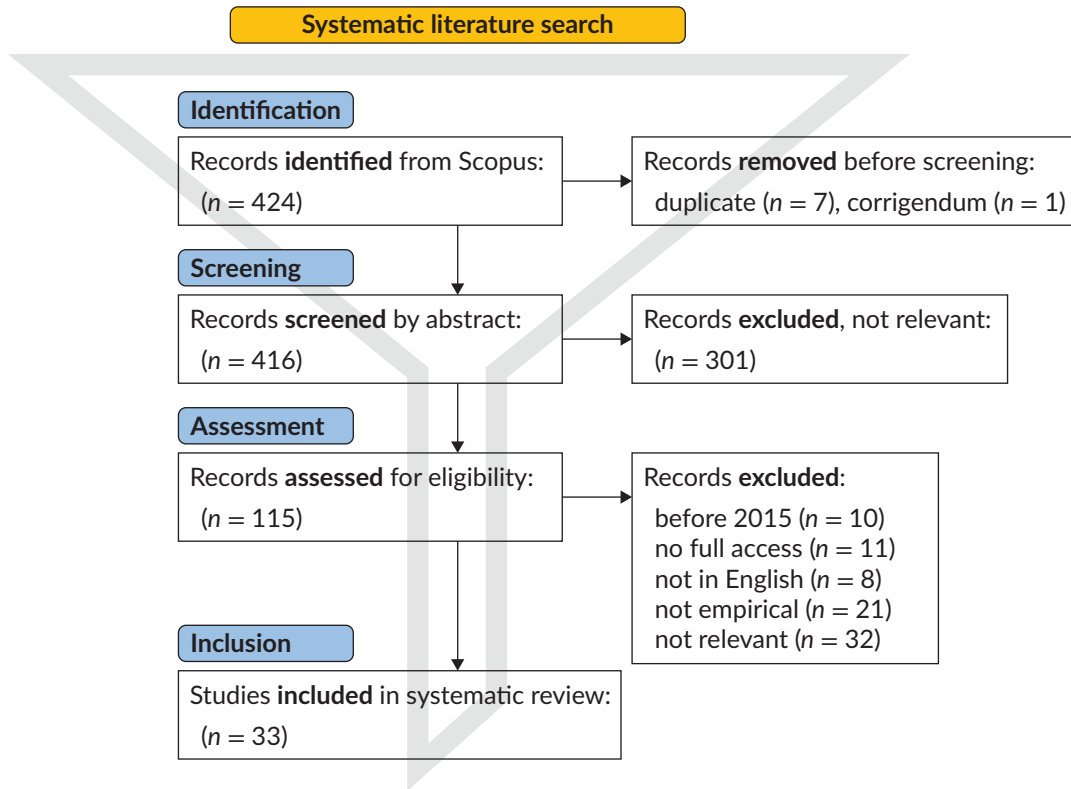 Systematic literature search
Identification
Records identified from Scopus:
(n = 424)
Records removed before screening:
duplicate (n = 7), corrigendum (n = 1)
Screening
Records screened by abstract:
(n = 416)
Records excluded, not relevant:
(n = 301)
Assessment
Records assessed for eligibility:
(n = 115)
Records excluded:
before 2015 (n = 10)
no full access (n = 11)
not in English (n = 8)
not empirical (n = 21)
not relevant (n = 32)
Inclusion
Studies included in systematic review:
(n = 33)